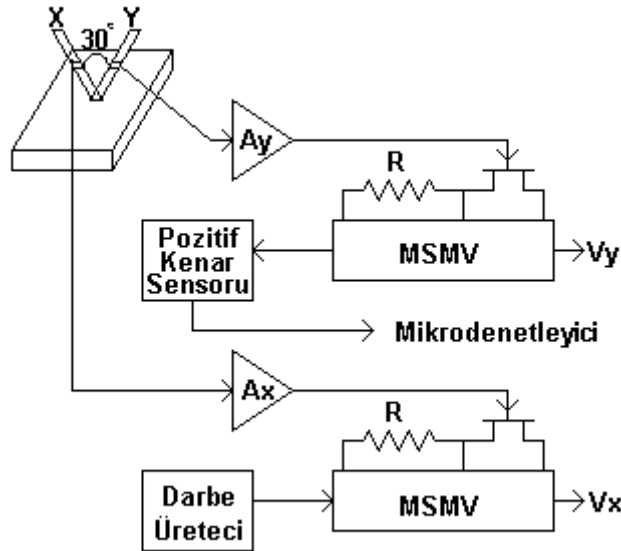 X Y
30°
Ay
R
Pozitif
Kenar
Sensoru
MSMV
Vy
Mikrodenetleyici
Ax
R
Darbe
Üreteci
MSMV
Vx